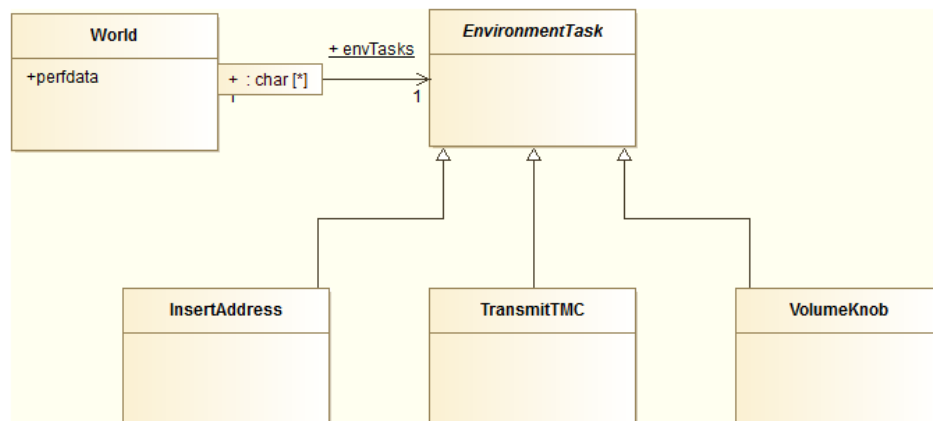 World
EnvironmentTask
+ envTasks
+perfdata
+ : char [*]
1
1
InsertAddress
TransmitTMC
VolumeKnob